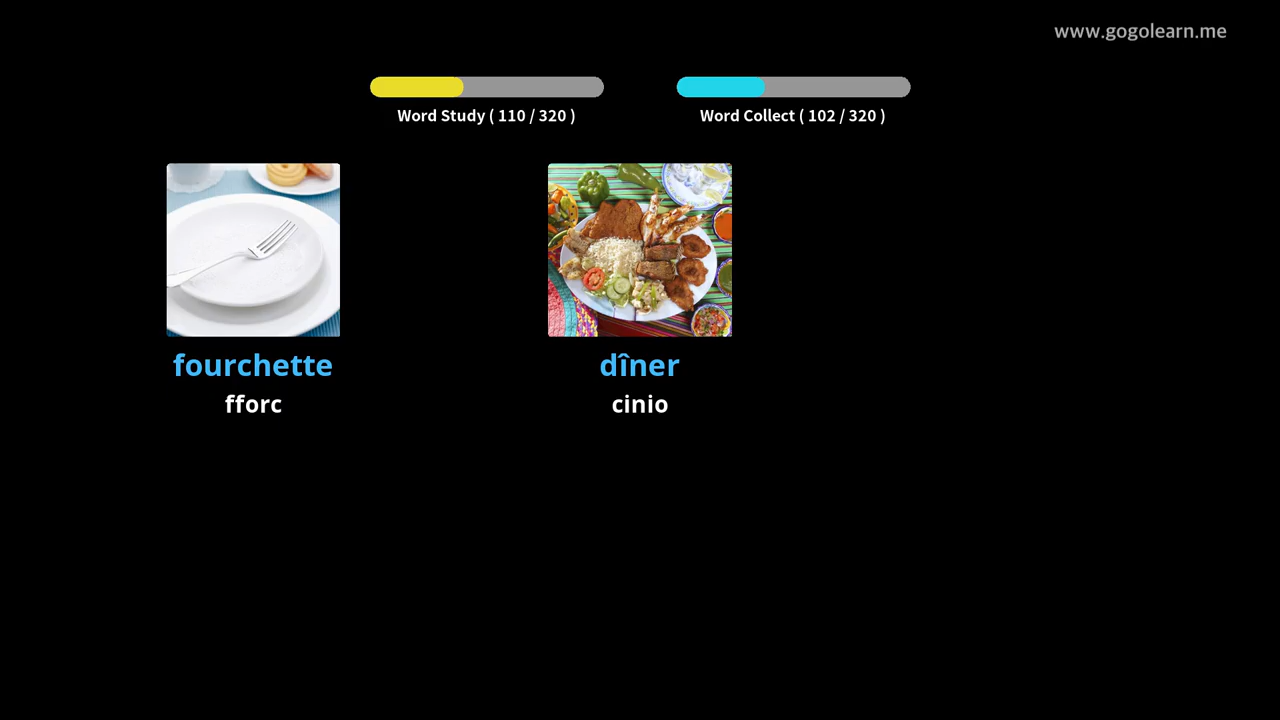 www.gogolearn.me
Word Study ( 110 / 320 )
Word Collect ( 102 / 320 )
fourchette
fforc
dîner
cinio